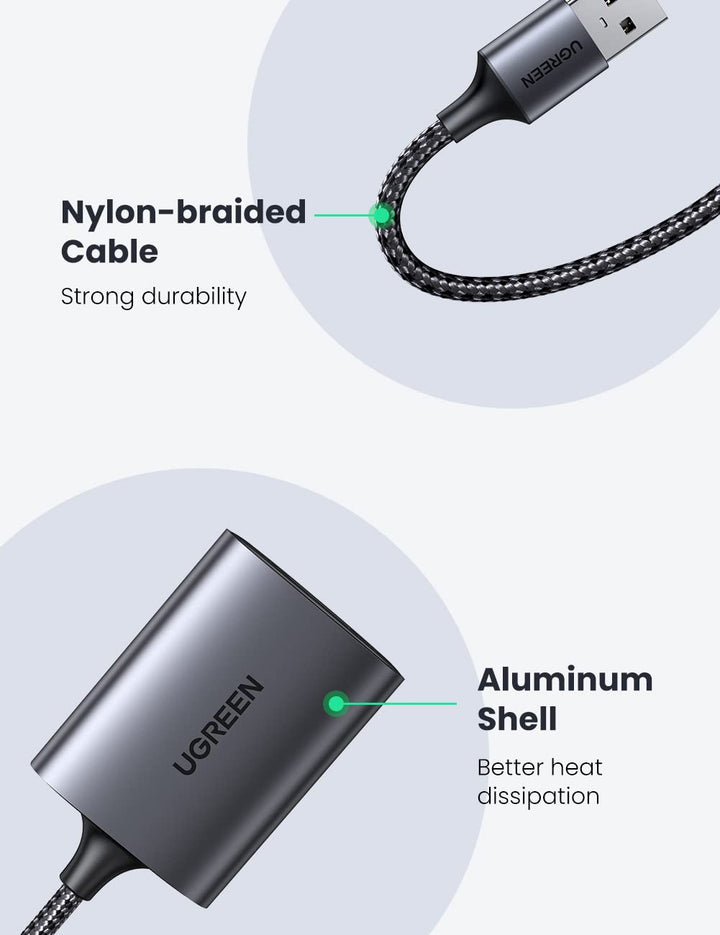 UGREEN
Nylon-braided
Cable
Strong durability
UGREEN
Aluminum
Shell
Better heat
dissipation